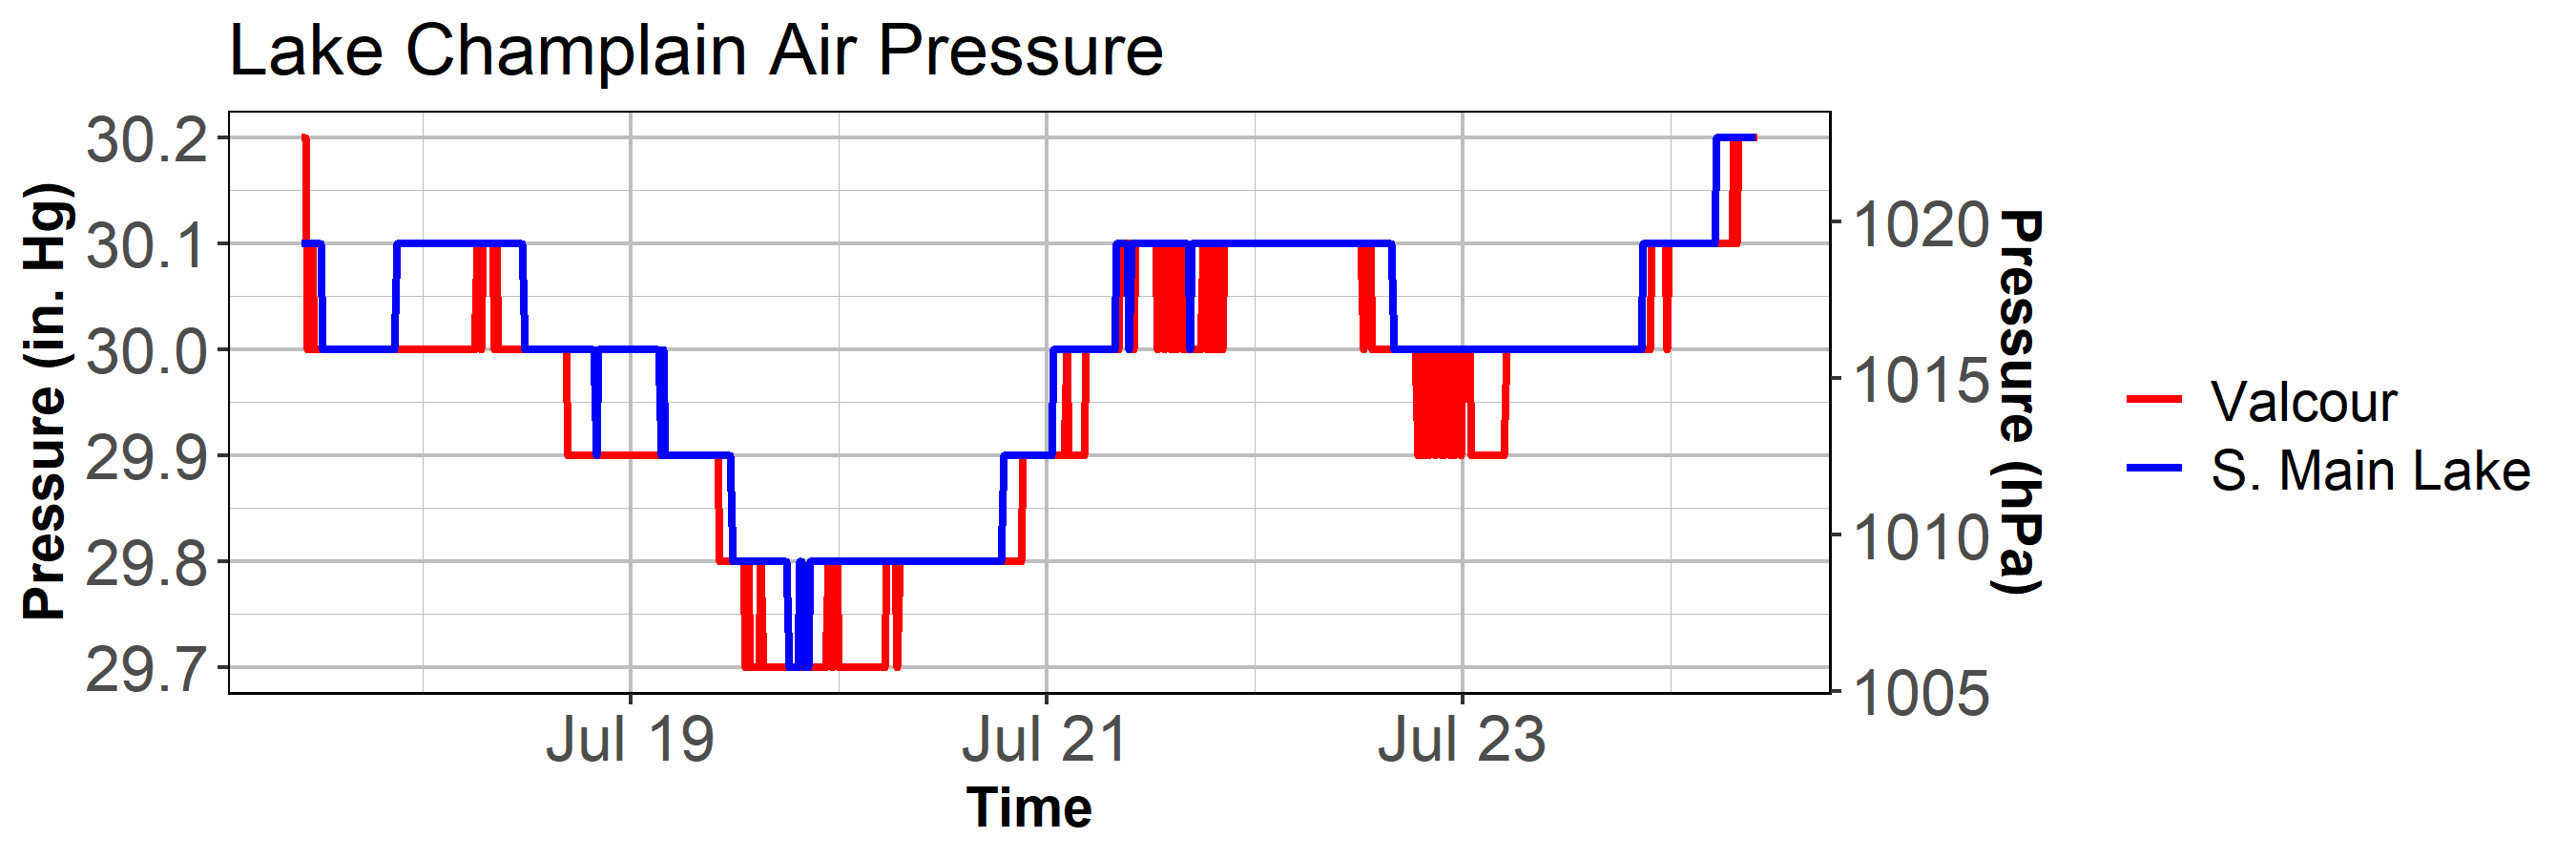 Lake Champlain Air Pressure
Pressure (in. Hg)
30.2
30.1
30.0
29.9
29.8
29.7
Jul 19
Jul 21
Jul 23
Time
1020
1015
1010
1005
Pressure (hPa)
Valcour
S. Main Lake